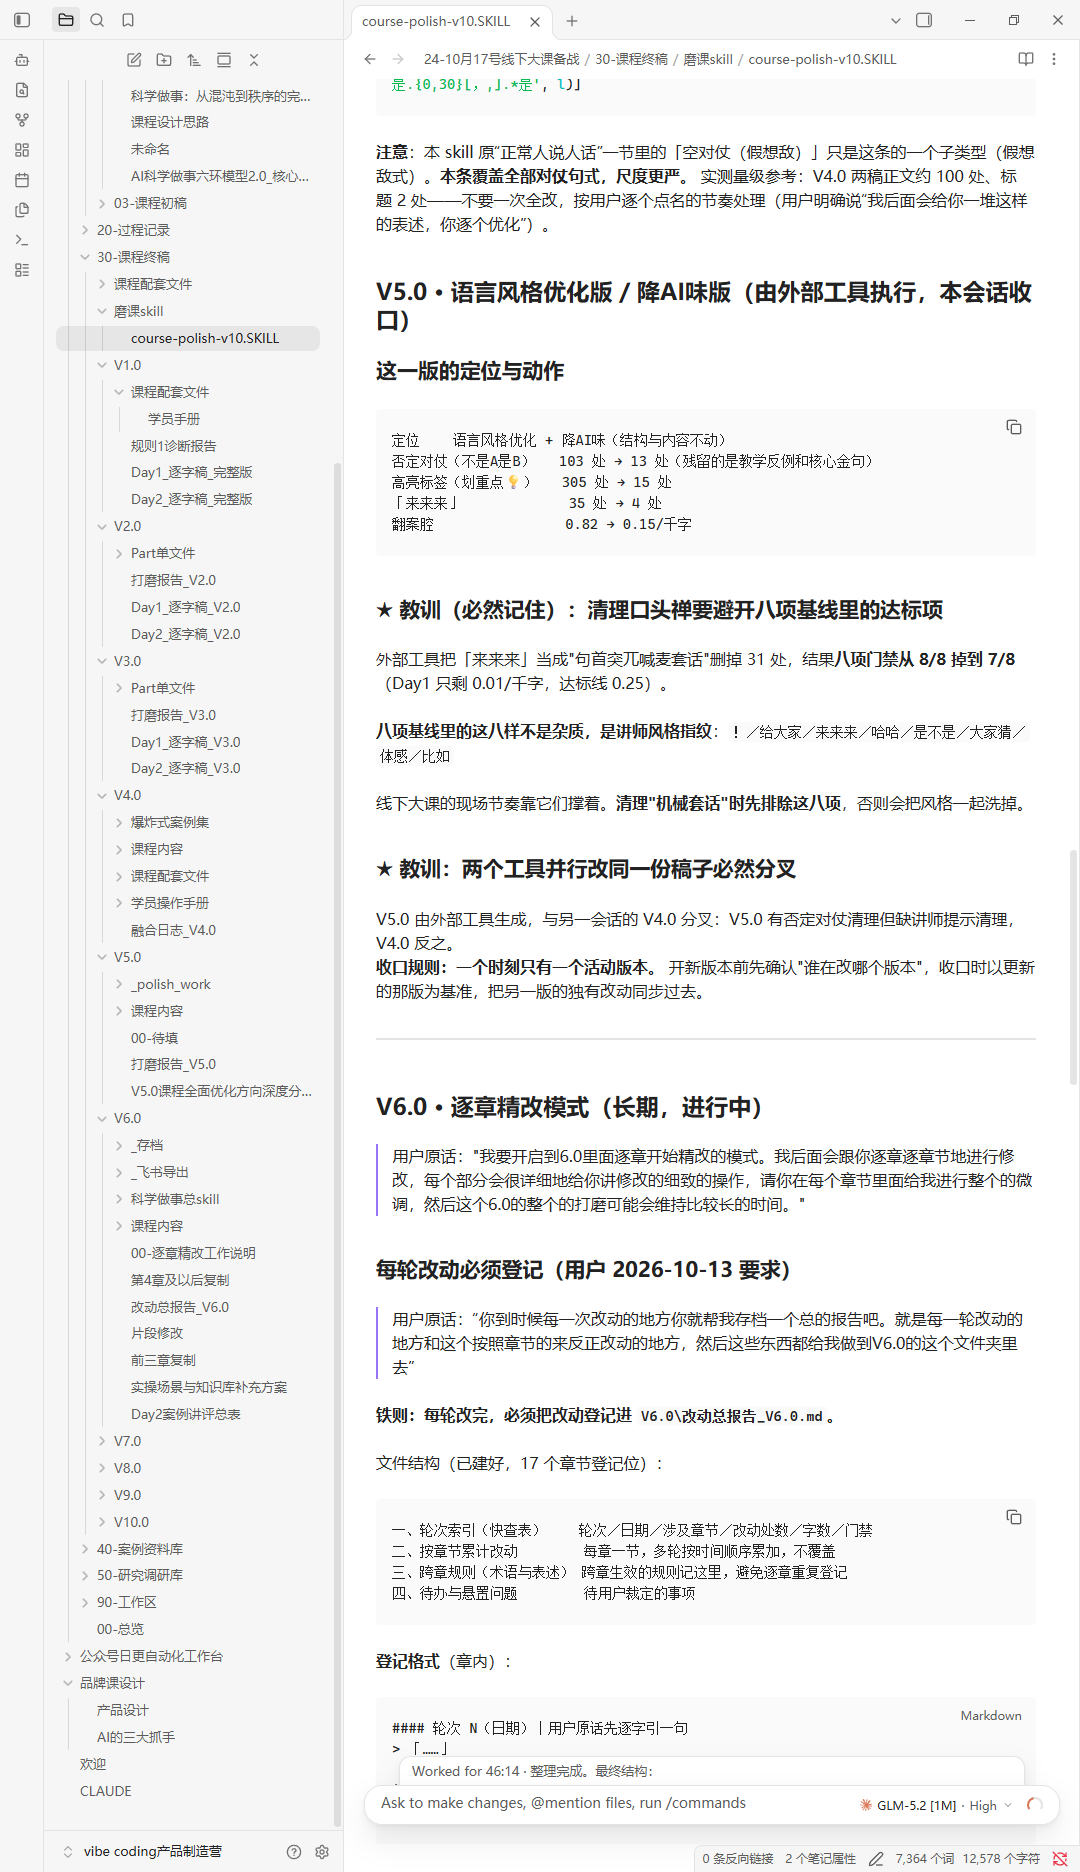 course-polish-v10.SKILL
24-10月17号线下大课备战 / 30-课程终稿 / 磨课skill / course-polish-v10.SKILL
科学做事：从混沌到秩序的完...
课程设计思路
未命名
AI科学做事六环模型2.0_核心...
03-课程初稿
20-过程记录
30-课程终稿
课程配套文件
磨课skill
course-polish-v10.SKILL
V1.0
课程配套文件
学员手册
规则1诊断报告
Day1_逐字稿_完整版
Day2_逐字稿_完整版
V2.0
Part单文件
打磨报告_V2.0
Day1_逐字稿_V2.0
Day2_逐字稿_V2.0
V3.0
Part单文件
打磨报告_V3.0
Day1_逐字稿_V3.0
Day2_逐字稿_V3.0
V4.0
爆炸式案例集
课程内容
课程配套文件
学员操作手册
融合日志_V4.0
V5.0
_polish_work
课程内容
00-待填
打磨报告_V5.0
V5.0课程全面优化方向深度分...
V6.0
_存档
_飞书导出
科学做事总skill
课程内容
00-逐章精改工作说明
第4章及以后复制
改动总报告_V6.0
片段修改
前三章复制
实操场景与知识库补充方案
Day2案例讲评总表
V7.0
V8.0
V9.0
V10.0
40-案例资料库
50-研究调研库
90-工作区
00-总览
公众号日更自动化工作台
品牌课设计
产品设计
AI的三大抓手
欢迎
CLAUDE
vibe coding产品制造营
是.{0,30}[，,].*是', l)]
注意：本 skill 原“正常人说人话”一节里的「空对仗（假想敌）」只是这条的一个子类型（假想
敌式）。本条覆盖全部对仗句式，尺度更严。 实测量级参考：V4.0 两稿正文约 100 处、标
题 2 处——不要一次全改，按用户逐个点名的节奏处理（用户明确说“我后面会给你一堆这样
的表述，你逐个优化”）。
V5.0 · 语言风格优化版 / 降AI味版（由外部工具执行，本会话收
口）
这一版的定位与动作
定位 语言风格优化 + 降AI味（结构与内容不动）
否定对仗（不是A是B） 103 处 → 13 处（残留的是教学反例和核心金句）
高亮标签（划重点💡） 305 处 → 15 处
「来来来」 35 处 → 4 处
翻案腔 0.82 → 0.15/千字
★ 教训（必然记住）：清理口头禅要避开八项基线里的达标项
外部工具把「来来来」当成"句首突兀喊麦套话"删掉 31 处，结果八项门禁从 8/8 掉到 7/8
（Day1 只剩 0.01/千字，达标线 0.25）。
八项基线里的这八样不是杂质，是讲师风格指纹： ！／给大家／来来来／哈哈／是不是／大家猜／
体感／比如
线下大课的现场节奏靠它们撑着。清理"机械套话"时先排除这八项，否则会把风格一起洗掉。
★ 教训：两个工具并行改同一份稿子必然分叉
V5.0 由外部工具生成，与另一会话的 V4.0 分叉：V5.0 有否定对仗清理但缺讲师提示清理，
V4.0 反之。
收口规则：一个时刻只有一个活动版本。 开新版本前先确认"谁在改哪个版本"，收口时以更新
的那版为基准，把另一版的独有改动同步过去。
V6.0 · 逐章精改模式（长期，进行中）
用户原话："我要开启到6.0里面逐章开始精改的模式。我后面会跟你逐章逐章节地进行修
改，每个部分会很详细地给你讲修改的细致的操作，请你在每个章节里面给我进行整个的微
调，然后这个6.0的整个的打磨可能会维持比较长的时间。"
每轮改动必须登记（用户 2026-10-13 要求）
用户原话：“你到时候每一次改动的地方你就帮我存档一个总的报告吧。就是每一轮改动的
地方和这个按照章节的来反正改动的地方，然后这些东西都给我做到V6.0的这个文件夹里
去”
铁则：每轮改完，必须把改动登记进 V6.0\改动总报告_V6.0.md 。
文件结构（已建好，17 个章节登记位）：
一、轮次索引（快查表） 轮次／日期／涉及章节／改动处数／字数／门禁
二、按章节累计改动 每章一节，多轮按时间顺序累加，不覆盖
三、跨章规则（术语与表述） 跨章生效的规则记这里，避免逐章重复登记
四、待办与悬置问题 待用户裁定的事项
登记格式（章内）：
Markdown
#### 轮次 N（日期）｜用户原话先逐字引一句
> 「……」
Worked for 46:14 · 整理完成。最终结构：
Ask to make changes, @mention files, run /commands
GLM-5.2 [1M] · High
0 条反向链接 2 个笔记属性 7,364 个词 12,578 个字符